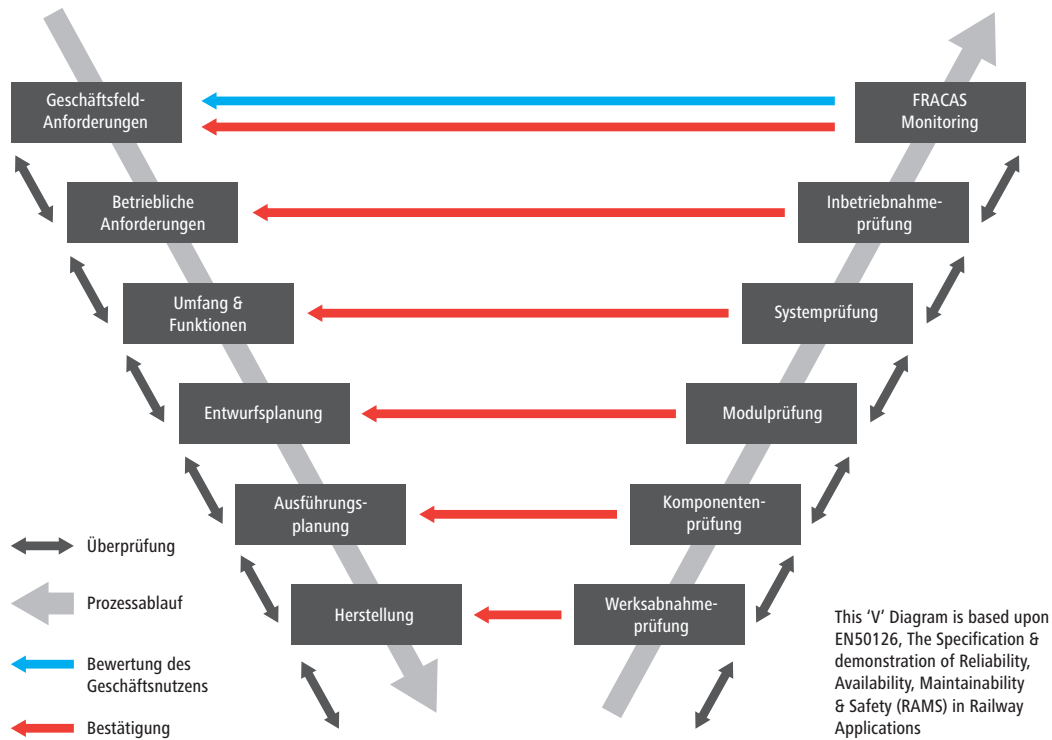 Geschäftsfeld-
Anforderungen
FRACAS
Monitoring
Betriebliche
Anforderungen
Inbetriebnahme-
prüfung
Umfang &
Funktionen
Systemprüfung
Entwurfsplanung
Modulprüfung
Ausführungs-
planung
Komponenten-
prüfung
Herstellung
Werksabnahme-
prüfung
Überprüfung
Prozessablauf
Bewertung des
Geschäftsnutzens
Bestätigung
This ‘V’ Diagram is based upon
EN50126, The Specification &
demonstration of Reliability,
Availability, Maintainability
& Safety (RAMS) in Railway
Applications